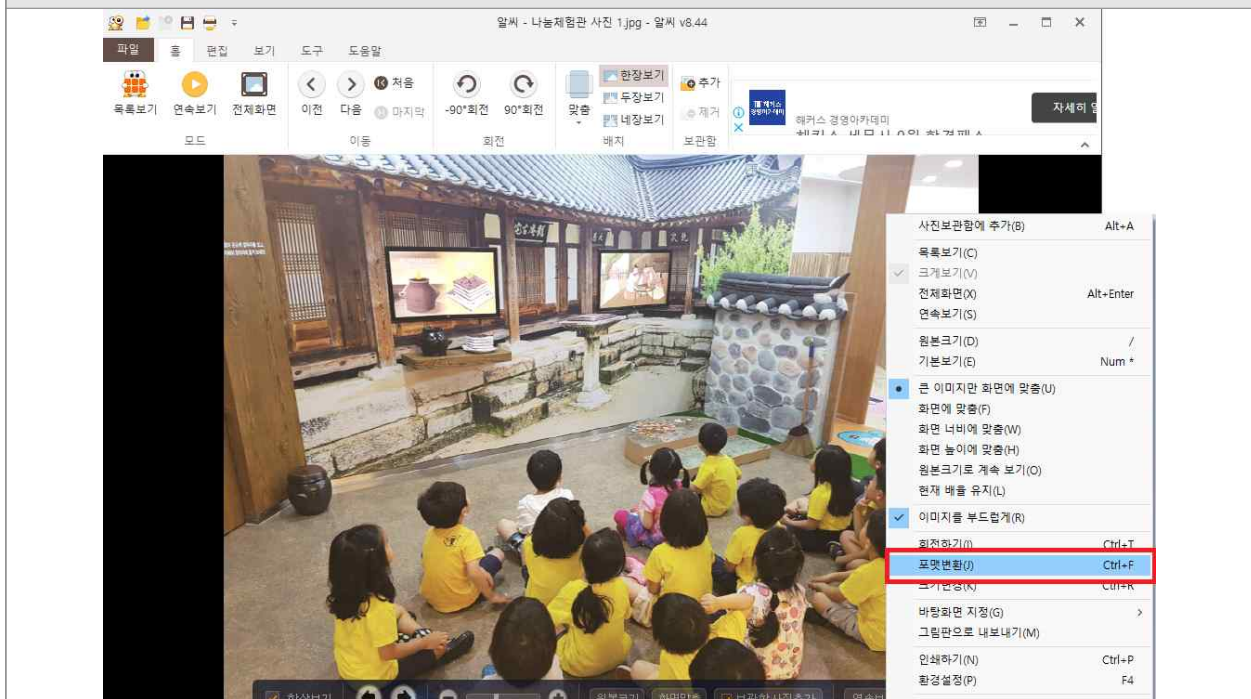 알씨 - 나눔체험관 사진 1.jpg - 알씨 v8.44
파일 홈 편집 보기 도구 도움말
목록보기 연속보기 전체화면
모드
이전 다음 처음 마지막
이동
-90°회전 90°회전
회전
맞춤 한장보기
두장보기
네장보기
배치
추가
제거
보관함
해커스 경영아카데미
자세히
사진보관함에 추가(B) Alt+A
목록보기(C)
크게보기(V)
전체화면(X) Alt+Enter
연속보기(S)
원본크기(D) /
기본보기(E) Num *
큰 이미지만 화면에 맞춤(U)
화면에 맞춤(F)
화면 너비에 맞춤(W)
화면 높이에 맞춤(H)
원본크기로 계속 보기(O)
현재 배율 유지(L)
이미지를 부드럽게(R)
회전하기(I) Ctrl+T
포맷변환(J) Ctrl+F
크기변경(K) Ctrl+R
바탕화면 지정(G) >
그림판으로 내보내기(M)
인쇄하기(N) Ctrl+P
환경설정(P) F4